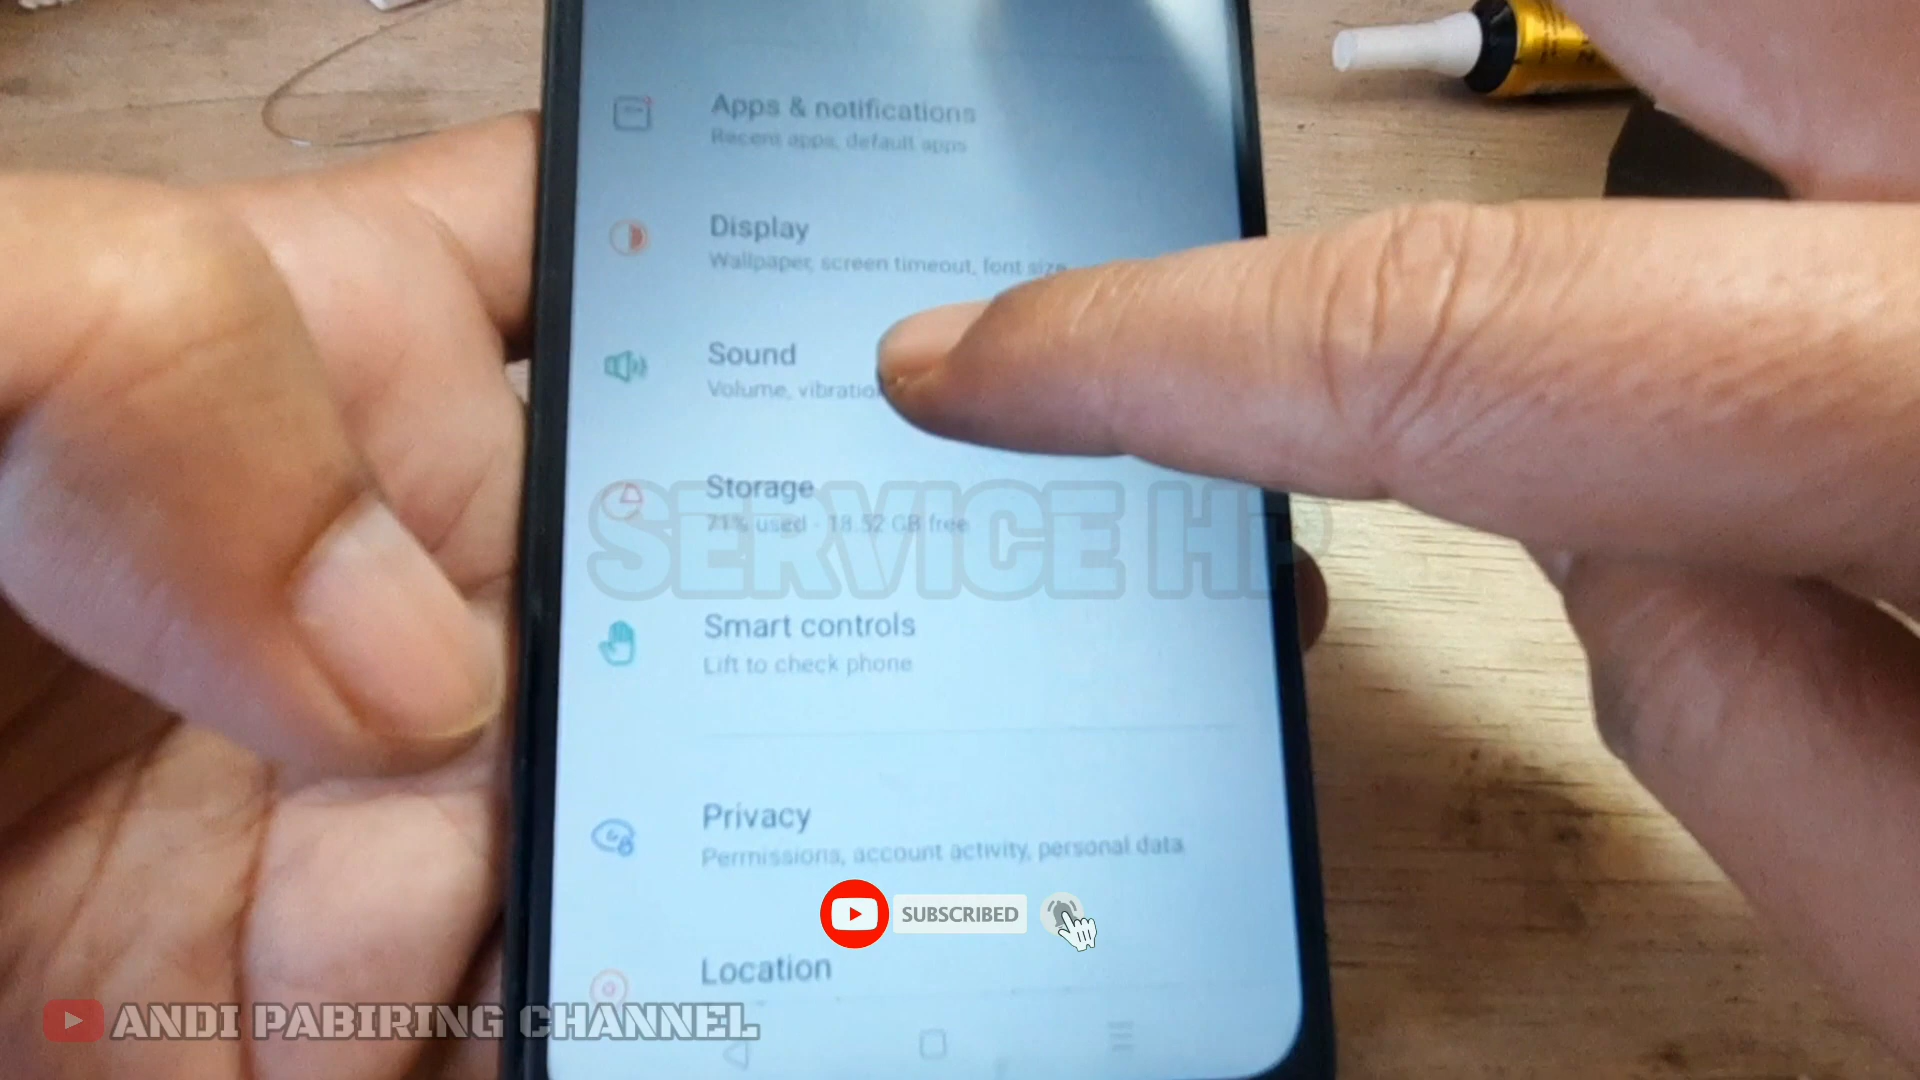 Apps & notifications
Recent apps, default apps
Display
Wallpaper, screen timeout, font size
Sound
Volume, vibration
Storage
71% used - 18.52 GB free
SERVICE HP
Smart controls
Lift to check phone
Privacy
Permissions, account activity, personal data
SUBSCRIBED
Location
ANDI PABIRING CHANNEL